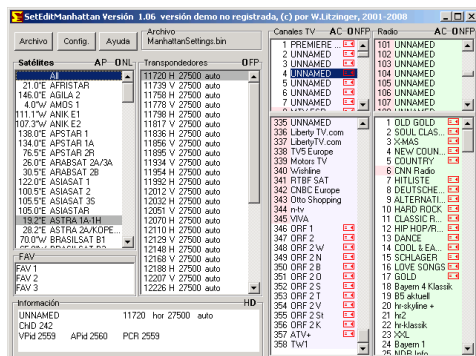 SetEditManhattan Versión 1.06 versión demo no registrada, (c) por W.Litzinger, 2001-2008
Archivo Config. Ayuda
Archivo
ManhattanSettings.bin
Satélites AP ONL
All
21.0°E AFRISTAR
146.0°E AGILA 2
4.0°W AMOS 1
111.1°W ANIK E1
107.3°W ANIK E2
138.0°E APSTAR 1
134.0°E APSTAR 1A
76.5°E APSTAR 2R
26.0°E ARABSAT 2A/3A
30.5°E ARABSAT 2B
122.0°E ASIASAT 1
100.5°E ASIASAT 2
105.5°E ASIASAT 3S
105.0°E ASIASTAR
19.2°E ASTRA 1A-1H
28.2°E ASTRA 2A/KOPE...
70.0°W BRASILSAT B1
FAV
FAV 1
FAV 2
FAV 3
Transpondedores OFP
11720 H 27500 auto
11739 V 27500 auto
11758 H 27500 auto
11778 V 27500 auto
11798 H 27500 auto
11817 V 27500 auto
11836 H 27500 auto
11856 V 27500 auto
11895 V 27500 auto
11934 V 27500 auto
11954 H 27500 auto
11992 H 27500 auto
12012 V 27500 auto
12032 H 27500 auto
12051 V 27500 auto
12070 H 27500 auto
12110 H 27500 auto
12129 V 27500 auto
12148 H 27500 auto
12168 V 27500 auto
12188 H 27500 auto
12207 V 27500 auto
12226 H 27500 auto
Información HD
UNNAMED 11720 hor 27500 auto
CHD 242
VPid 2559 APid 2560 PCR 2559
Canales TV AC ONFP
1 PREMIERE ...
2 UNNAMED
3 UNNAMED
4 UNNAMED
5 UNNAMED
6 UNNAMED
7 UNNAMED
335 UNNAMED
336 Liberty TV.com
337 LibertyTV.com
338 TV5 Europe
339 Motors TV
340 Wishline
341 RTBF SAT
342 CNBC Europe
343 Otto Shopping
344 n-tv
345 VIVA
346 ORF 1
347 ORF 2
348 ORF 2 W
349 ORF 2 N
350 ORF 2 B
351 ORF 2 O
352 ORF 2 S
353 ORF 2 T
354 ORF 2 V
355 ORF 2 St
356 ORF 2 K
357 ATV+
358 TW1
Radio AC ONFP
101 UNNAMED
102 UNNAMED
103 UNNAMED
104 UNNAMED
105 UNNAMED
106 UNNAMED
107 UNNAMED
1 OLD GOLD
2 SOUL CLAS...
3 X-MAS
4 NEW COUN...
5 COUNTRY
6 CNN Radio
7 HITLISTE
8 DEUTSCHE...
9 ALTERNATI...
10 HARD ROCK
11 CLASSIC R...
12 HIP HOP/R...
13 DANCE
14 COOL & EA...
15 SCHLAGER
16 LOVE SONGS
17 GOLD
18 Bayern 4 Klassik
19 B5 aktuell
20 hr-skyline +
21 hr2
22 hr-klassik
23 XXL
24 Bayern 1
25 NDR Info